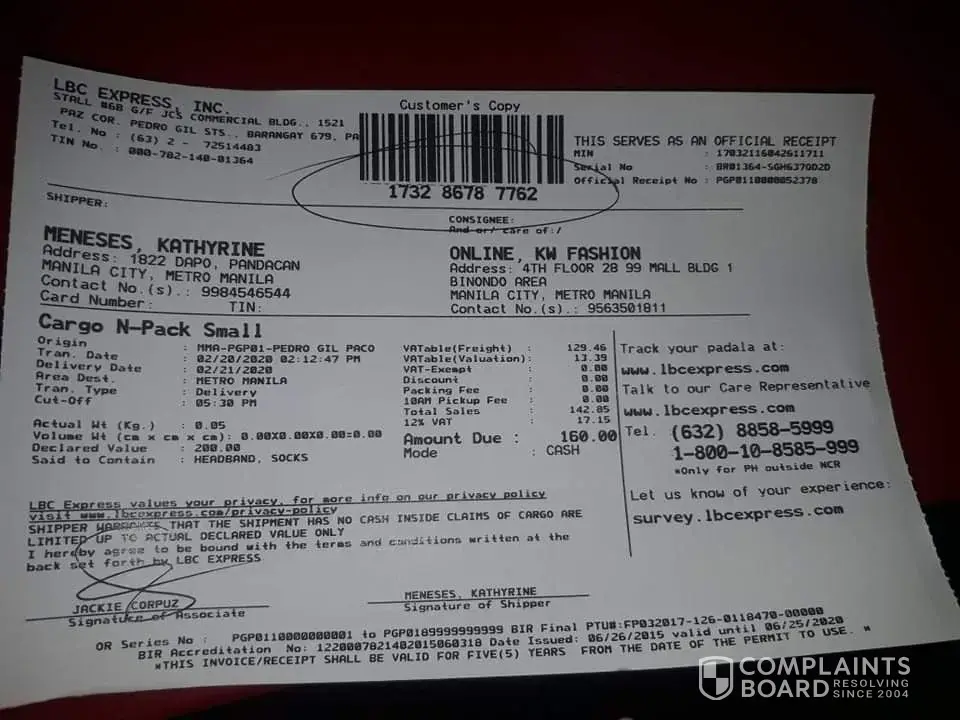 LBC EXPRESS, INC.
STALL #6B G/F JCS COMMERCIAL BLDG., 1521
PAZ COR. PEDRO GIL STS., BARANGAY 679, PA
Tel. No : (63) 2 - 72514483
TIN No. : 000-782-140-01364
Customer's Copy
1732 8678 7762
THIS SERVES AS AN OFFICIAL RECEIPT
MIN : 17032116042611711
Serial No : BR01364-SGH637QD2D
Official Receipt No : PGP0110000052378
SHIPPER:
MENESES, KATHYRINE
Address: 1822 DAPO, PANDACAN
MANILA CITY, METRO MANILA
Contact No.(s).: 9984546544
Card Number: TIN:
CONSIGNEE:
And or/ care of:/
ONLINE, KW FASHION
Address: 4TH FLOOR 2B 99 MALL BLDG 1
BINONDO AREA
MANILA CITY, METRO MANILA
Contact No.(s).: 9563501811
Cargo N-Pack Small
Origin : MMA-PGP01-PEDRO GIL PACO
Tran. Date : 02/20/2020 02:12:47 PM
Delivery Date : 02/21/2020
Area Dest. : METRO MANILA
Tran. Type : Delivery
Cut-Off : 05:30 PM
Actual Wt (Kg.) : 0.05
Volume Wt (cm x cm x cm): 0.00X0.00X0.00=0.00
Declared Value : 200.00
Said to Contain : HEADBAND, SOCKS
VATable(Freight) : 129.46
VATable(Valuation): 13.39
VAT-Exempt : 0.00
Discount : 0.00
Packing Fee : 0.00
10AM Pickup Fee : 0.00
Total Sales : 142.85
12% VAT : 17.15
Amount Due : 160.00
Mode : CASH
Track your padala at:
www.lbcexpress.com
Talk to our Care Representative
www.lbcexpress.com
Tel. (632) 8858-5999
1-800-10-8585-999
*Only for PH outside NCR
Let us know of your experience:
survey.lbcexpress.com
LBC Express values your privacy, for more info on our privacy policy
visit www.lbcexpress.com/privacy-policy
SHIPPER WARRANTS THAT THE SHIPMENT HAS NO CASH INSIDE CLAIMS OF CARGO ARE
LIMITED UP TO ACTUAL DECLARED VALUE ONLY
I hereby agree to be bound with the terms and conditions written at the
back set forth by LBC EXPRESS
JACKIE CORPUZ
Signature of Associate
MENESES, KATHYRINE
Signature of Shipper
OR Series No : PGP0110000000001 to PGP0189999999999 BIR Final PTU#:FP032017-126-0118470-00000
BIR Accreditation No: 1220007821402015060318 Date Issued: 06/26/2015 valid until 06/25/2020
*THIS INVOICE/RECEIPT SHALL BE VALID FOR FIVE(5) YEARS FROM THE DATE OF THE PERMIT TO USE. *
COMPLAINTS
BOARD RESOLVING
SINCE 2004